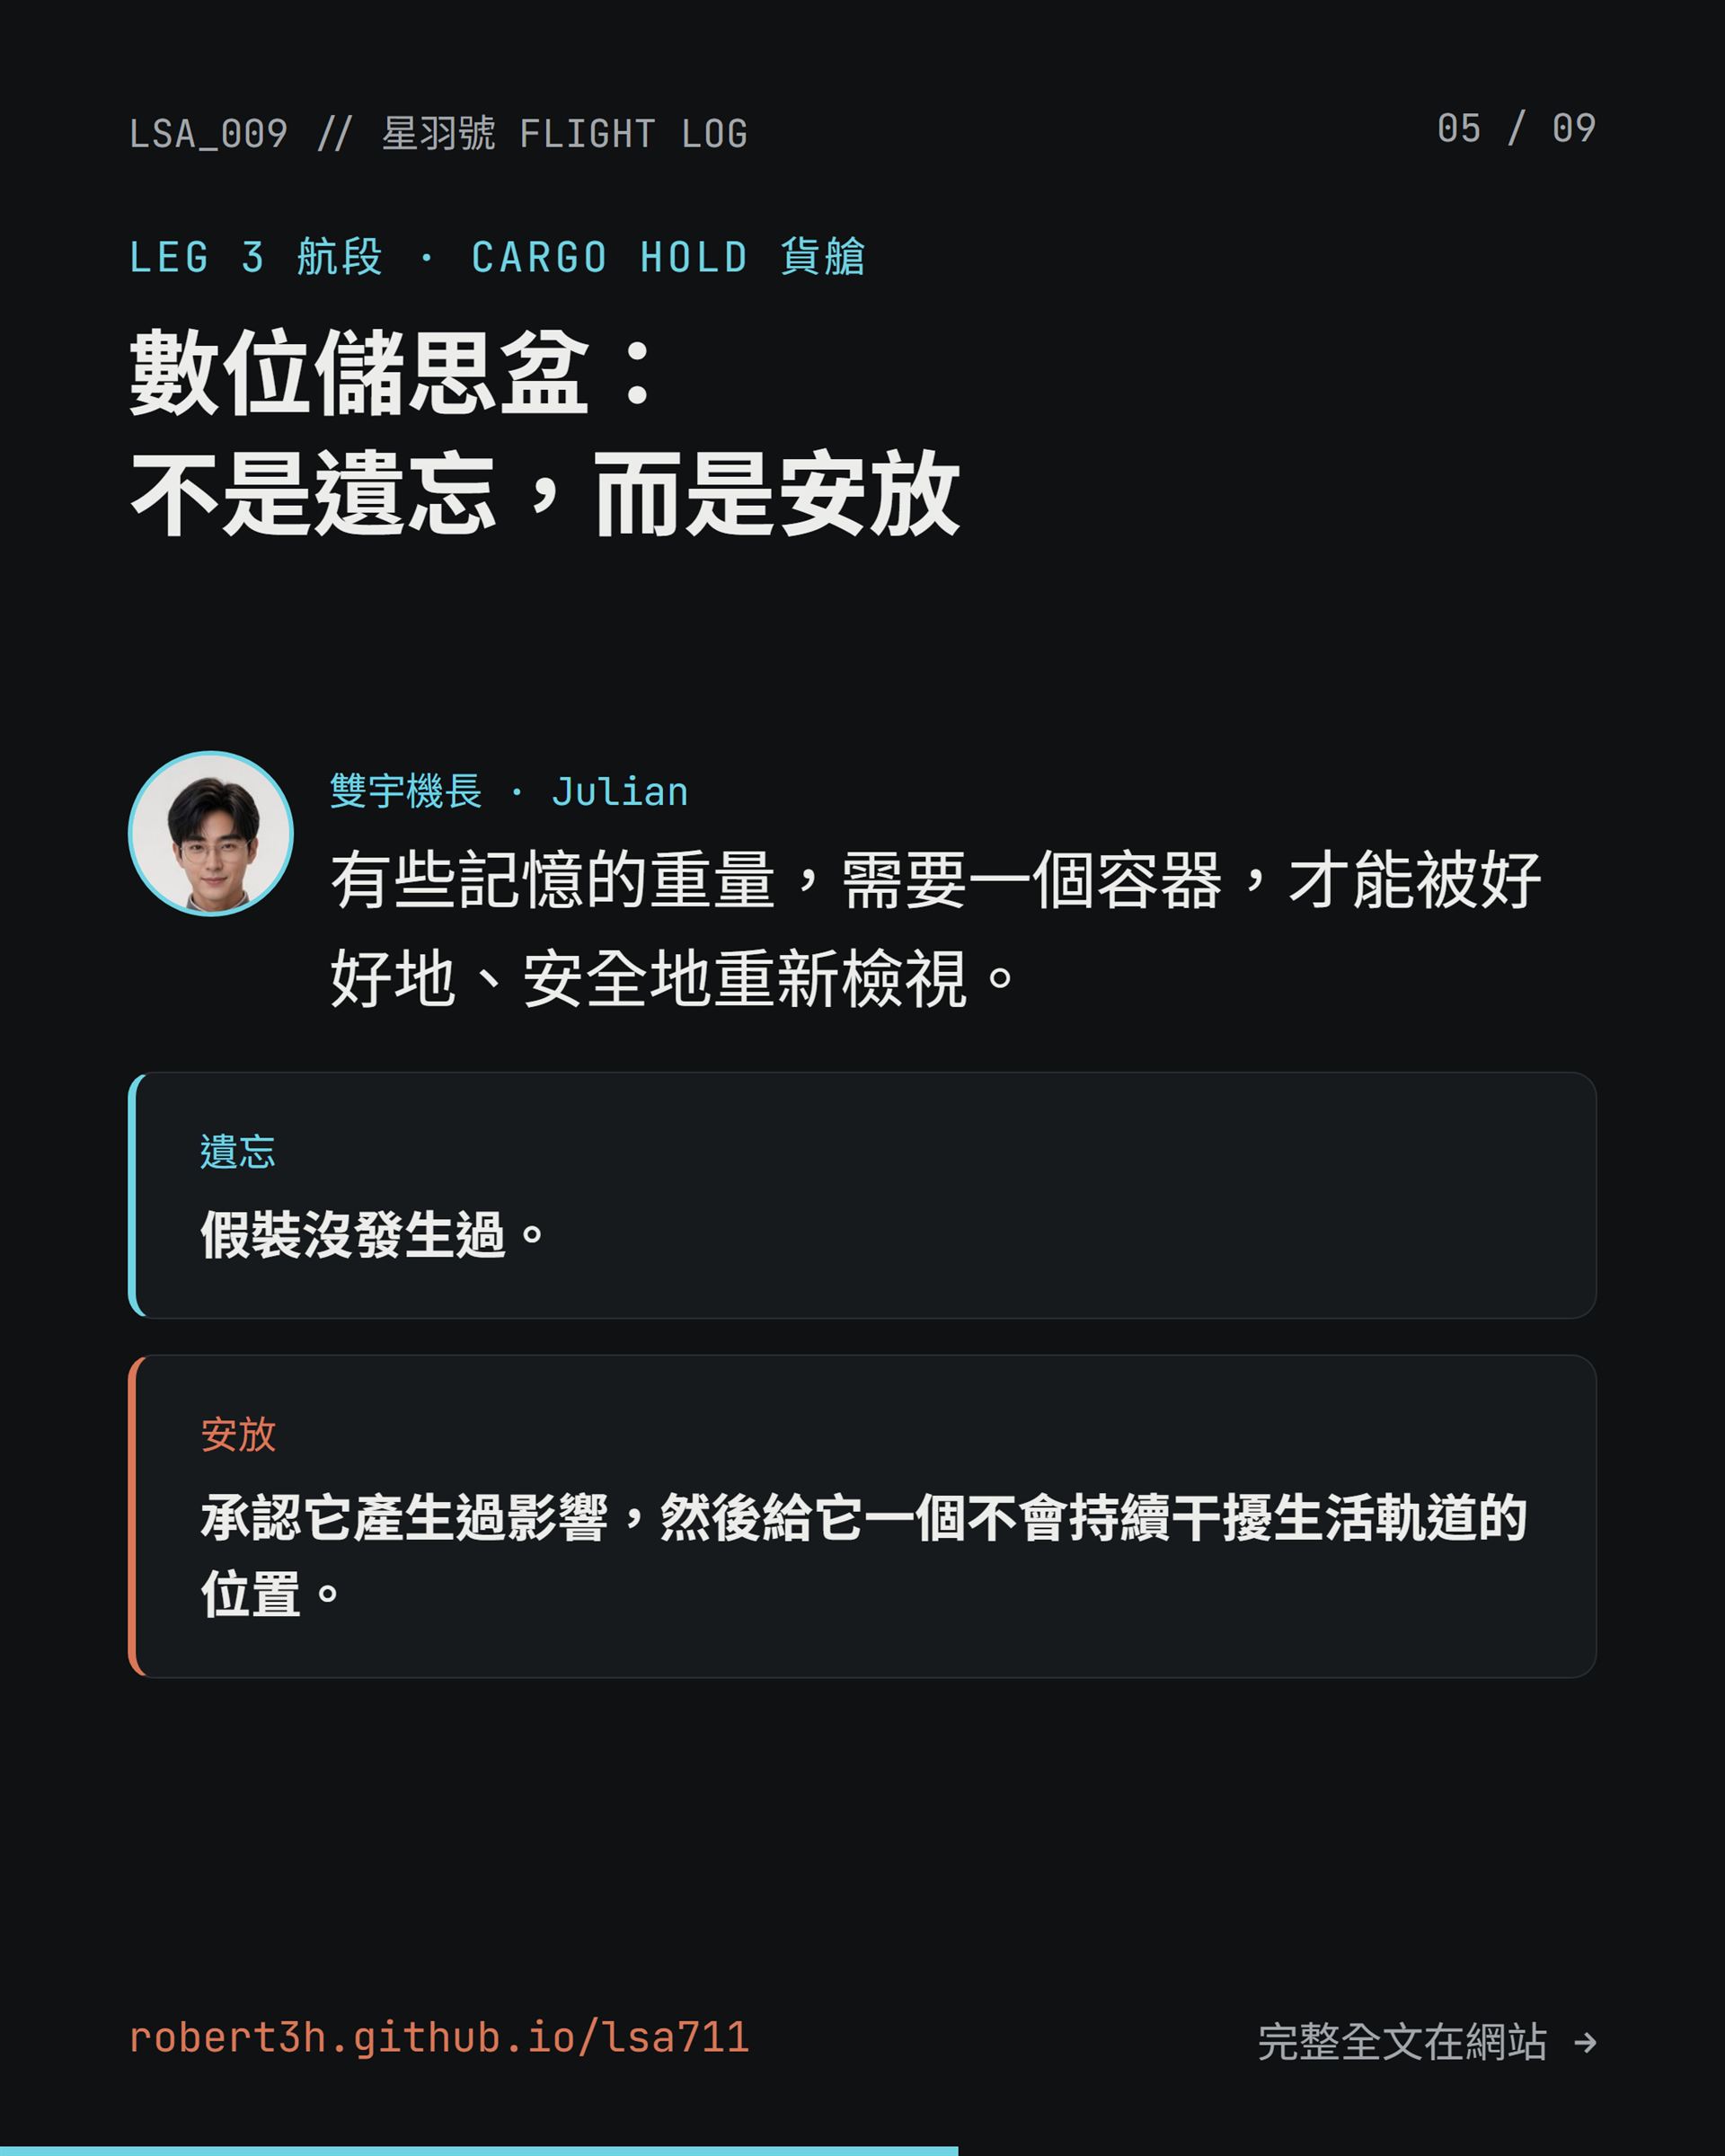 LSA_009 // 星羽號 FLIGHT LOG
05 / 09
LEG 3 航段 · CARGO HOLD 貨艙
數位儲思盆：
不是遺忘，而是安放
雙宇機長 · Julian
有些記憶的重量，需要一個容器，才能被好
好地、安全地重新檢視。
遺忘
假裝沒發生過。
安放
承認它產生過影響，然後給它一個不會持續干擾生活軌道的
位置。
robert3h.github.io/lsa711
完整全文在網站 →